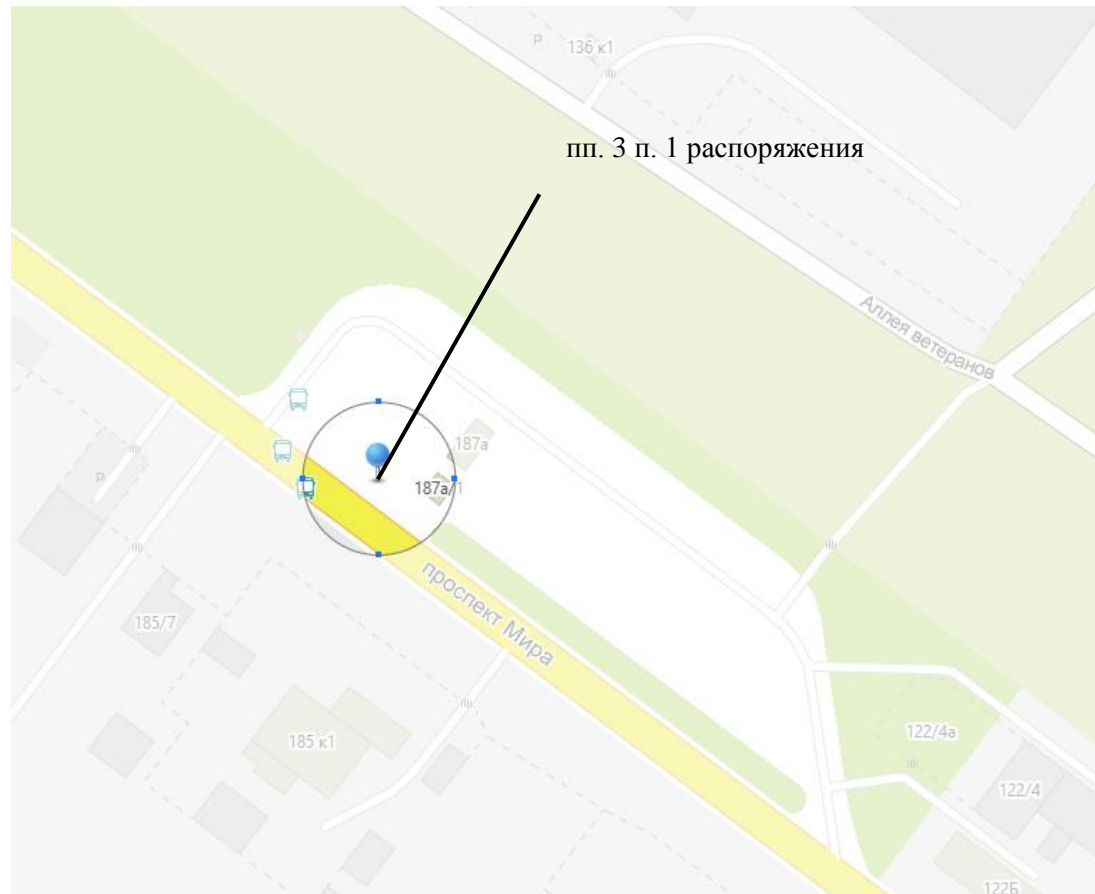 Р
136 к1
пп. 3 п. 1 распоряжения
Аллея ветеранов
187а
187а/1
Р
проспект Мира
185/7
185 к1
122/4а
122/4
122Б